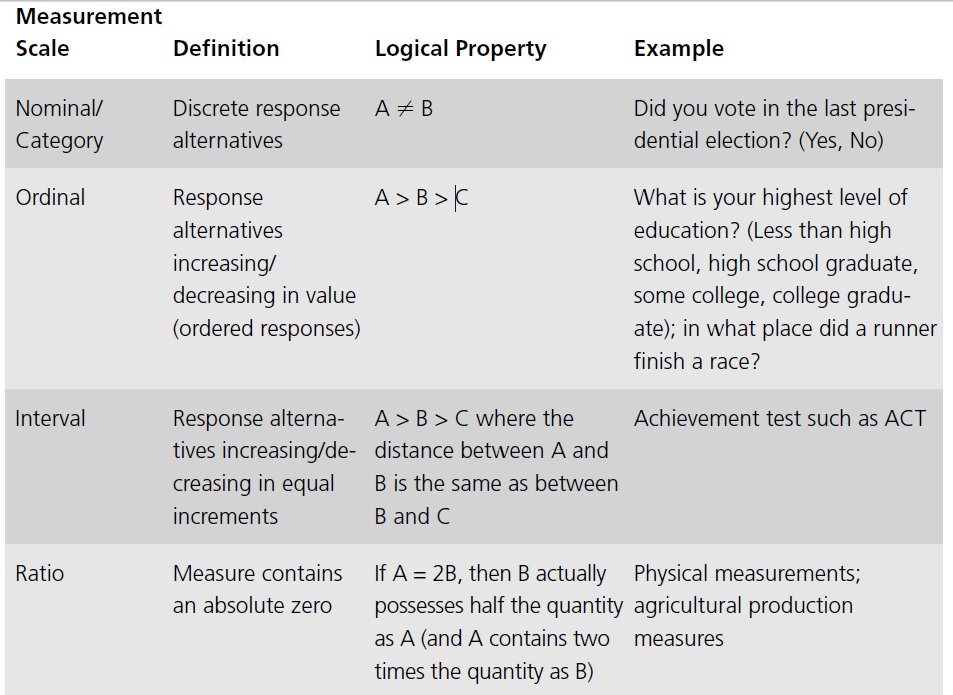 Measurement
Scale Definition Logical Property Example
Nominal/ Discrete response A ≠ B Did you vote in the last presi-
Category alternatives dential election? (Yes, No)
Ordinal Response A > B > C What is your highest level of
alternatives education? (Less than high
increasing/ school, high school graduate,
decreasing in value some college, college gradu-
(ordered responses) ate); in what place did a runner
finish a race?
Interval Response alterna- A > B > C where the Achievement test such as ACT
tives increasing/de- distance between A and
creasing in equal B is the same as between
increments B and C
Ratio Measure contains If A = 2B, then B actually Physical measurements;
an absolute zero possesses half the quantity agricultural production
as A (and A contains two measures
times the quantity as B)